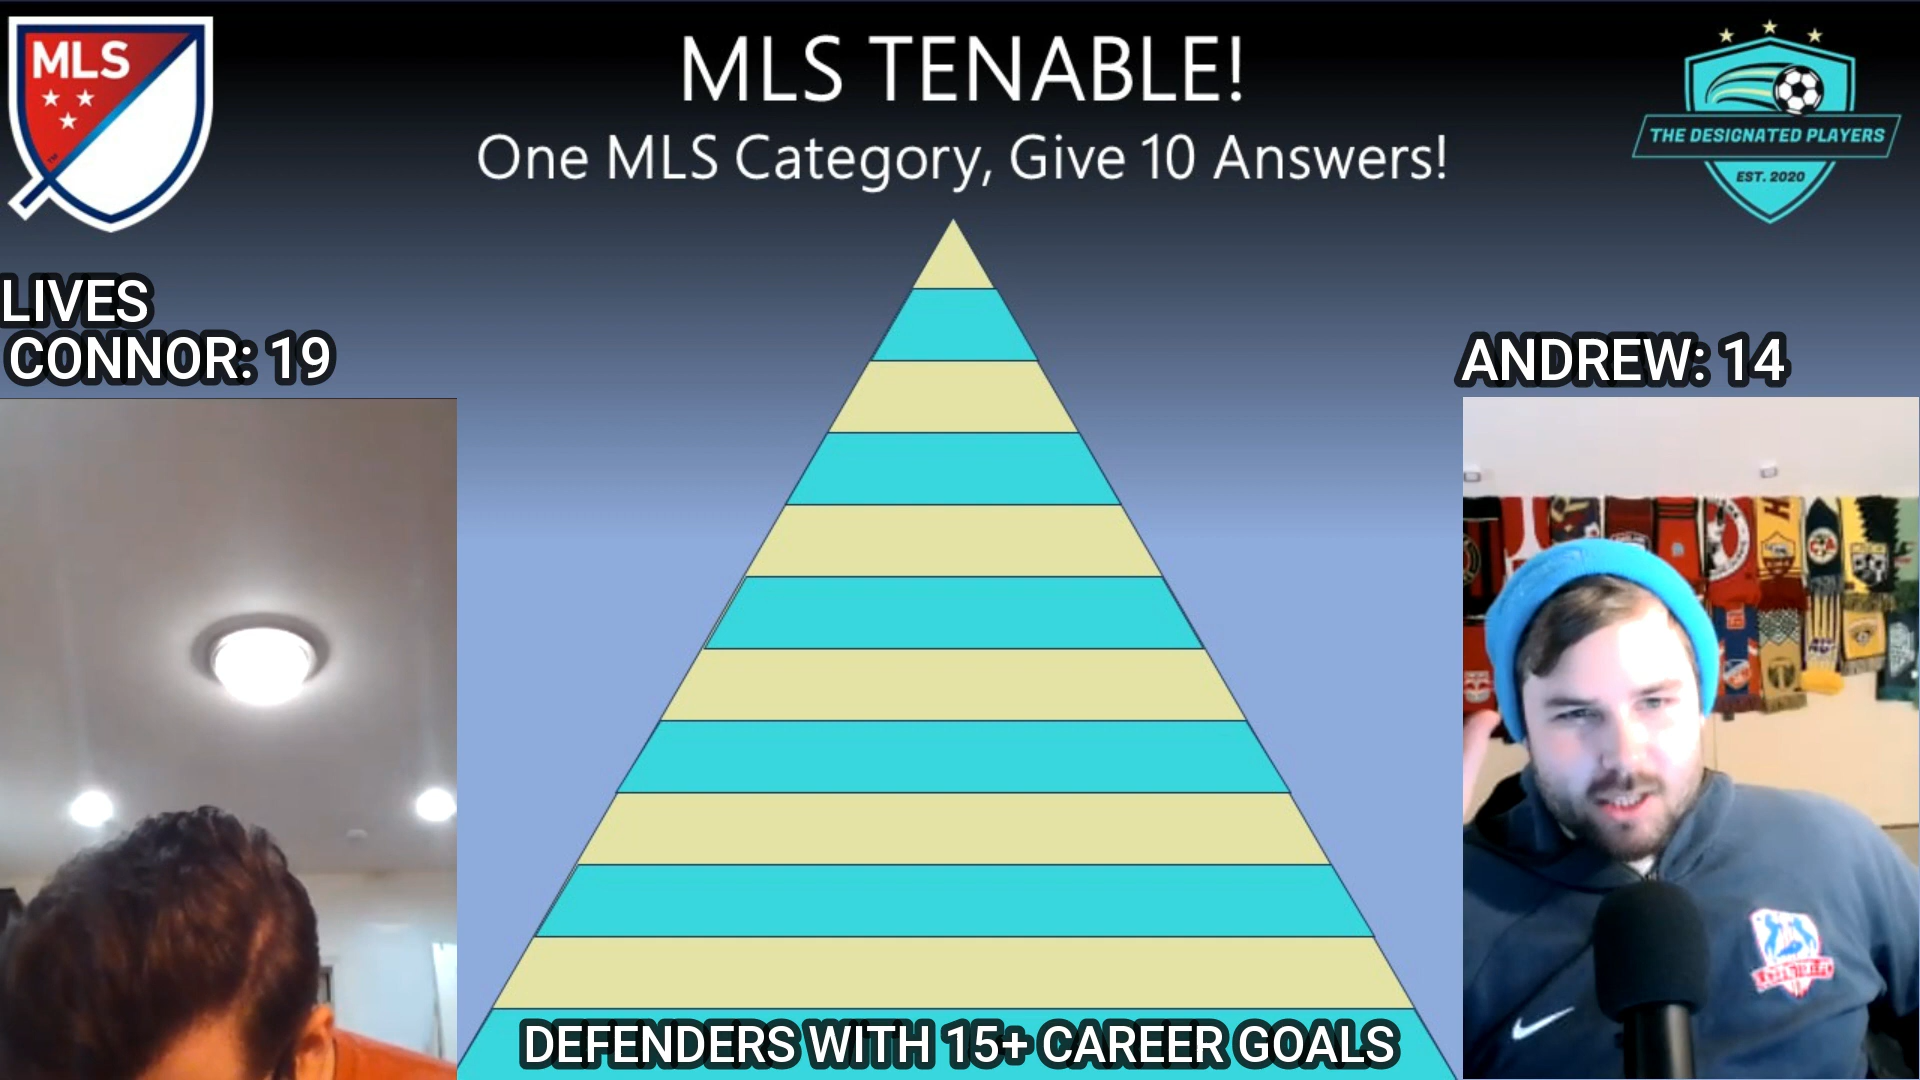 MLS
MLS TENABLE!
One MLS Category, Give 10 Answers!
THE DESIGNATED PLAYERS
EST. 2020
LIVES
CONNOR: 19
ANDREW: 14
DEFENDERS WITH 15+ CAREER GOALS